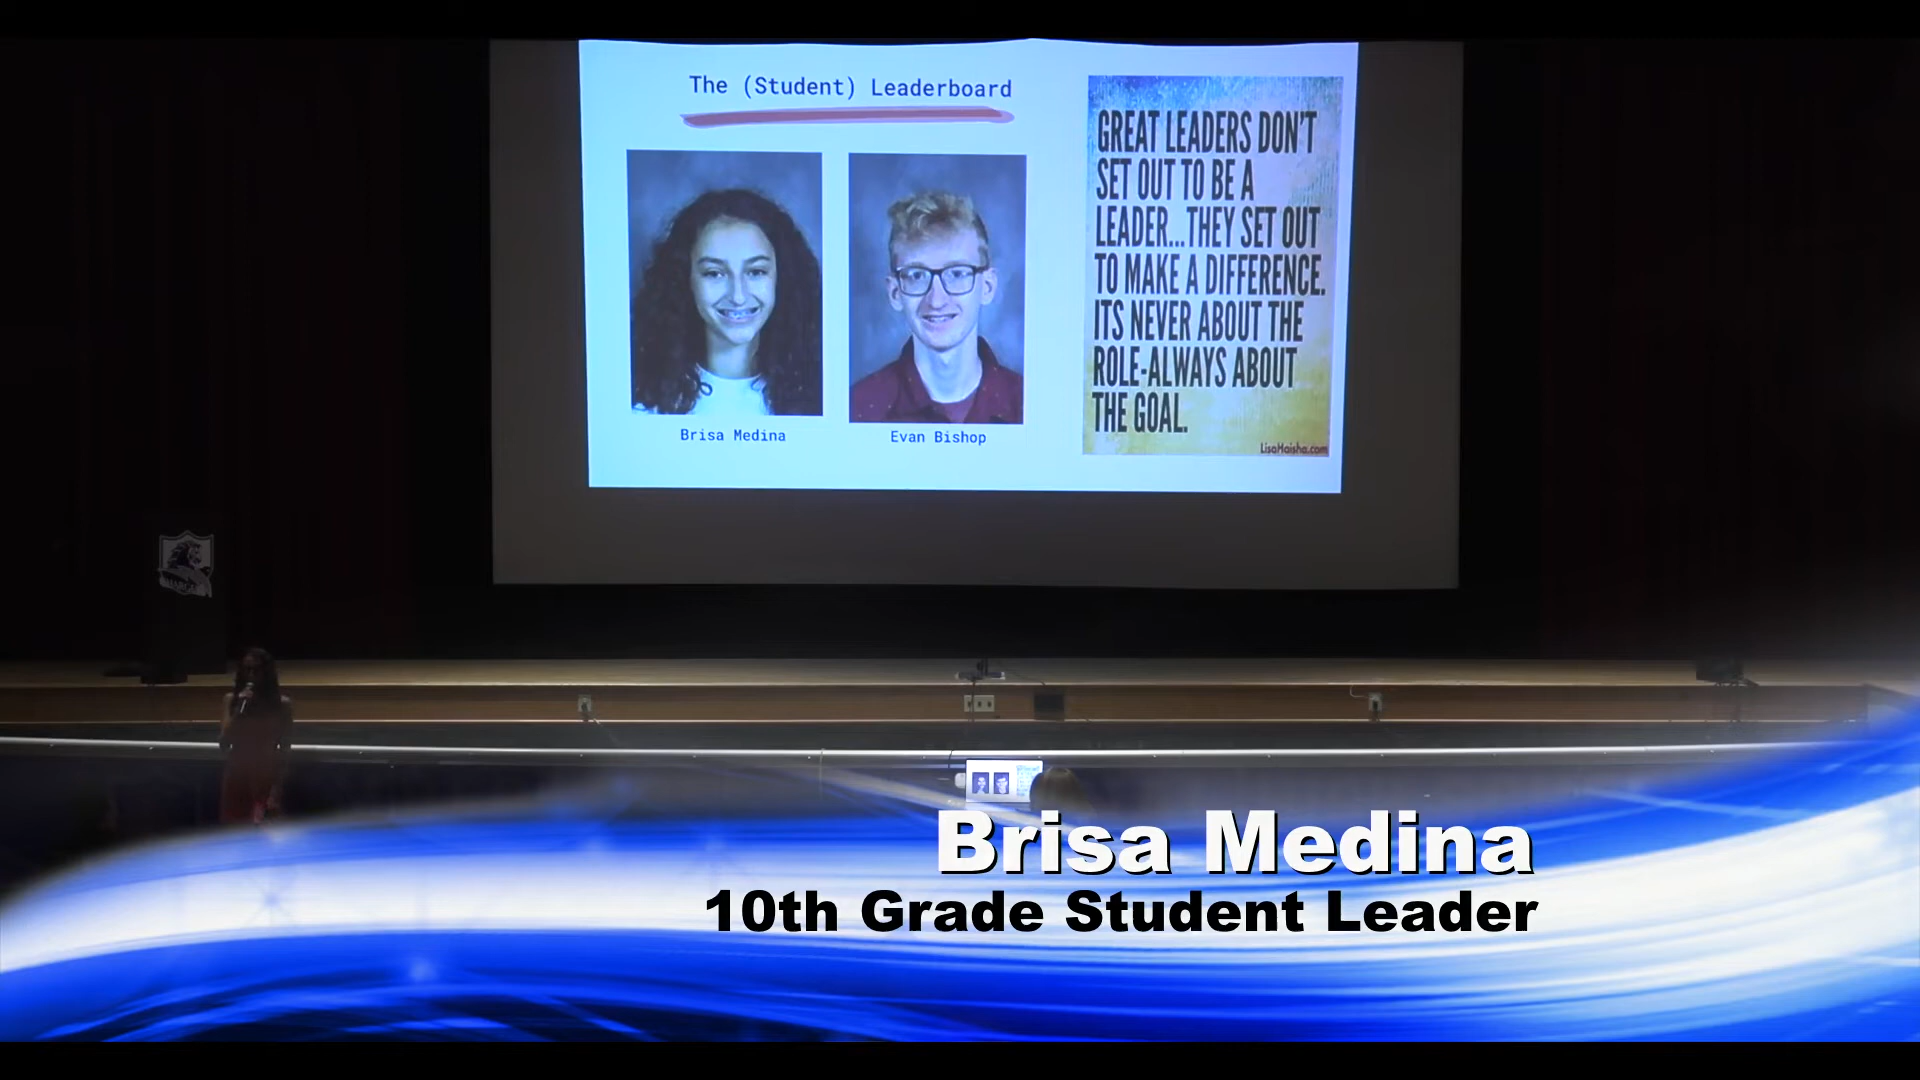 The (Student) Leaderboard
Brisa Medina
Evan Bishop
GREAT LEADERS DON'T
SET OUT TO BE A
LEADER...THEY SET OUT
TO MAKE A DIFFERENCE.
ITS NEVER ABOUT THE
ROLE-ALWAYS ABOUT
THE GOAL.
LisaHaisha.com
Brisa Medina
10th Grade Student Leader